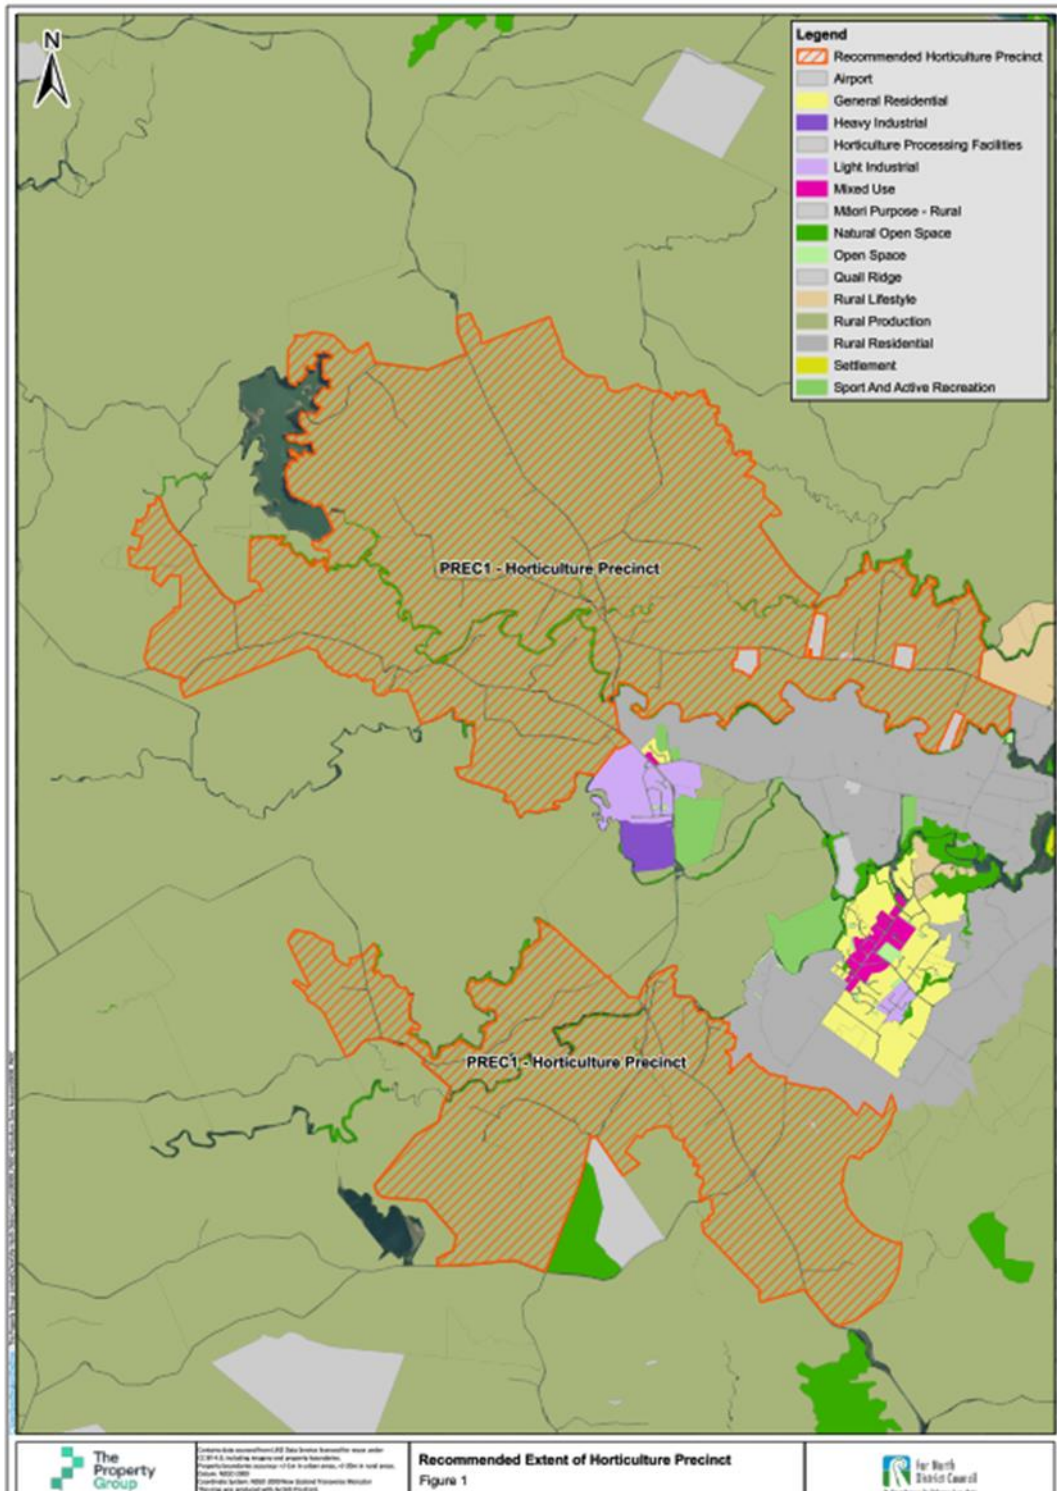 N
Legend
Recommended Horticulture Precinct
Airport
General Residential
Heavy Industrial
Horticulture Processing Facilities
Light Industrial
Mixed Use
Māori Purpose - Rural
Natural Open Space
Open Space
Quail Ridge
Rural Lifestyle
Rural Production
Rural Residential
Settlement
Sport And Active Recreation
PREC1 - Horticulture Precinct
PREC1 - Horticulture Precinct
The
Property
Group
Recommended Extent of Horticulture Precinct
Figure 1
Far North
District Council